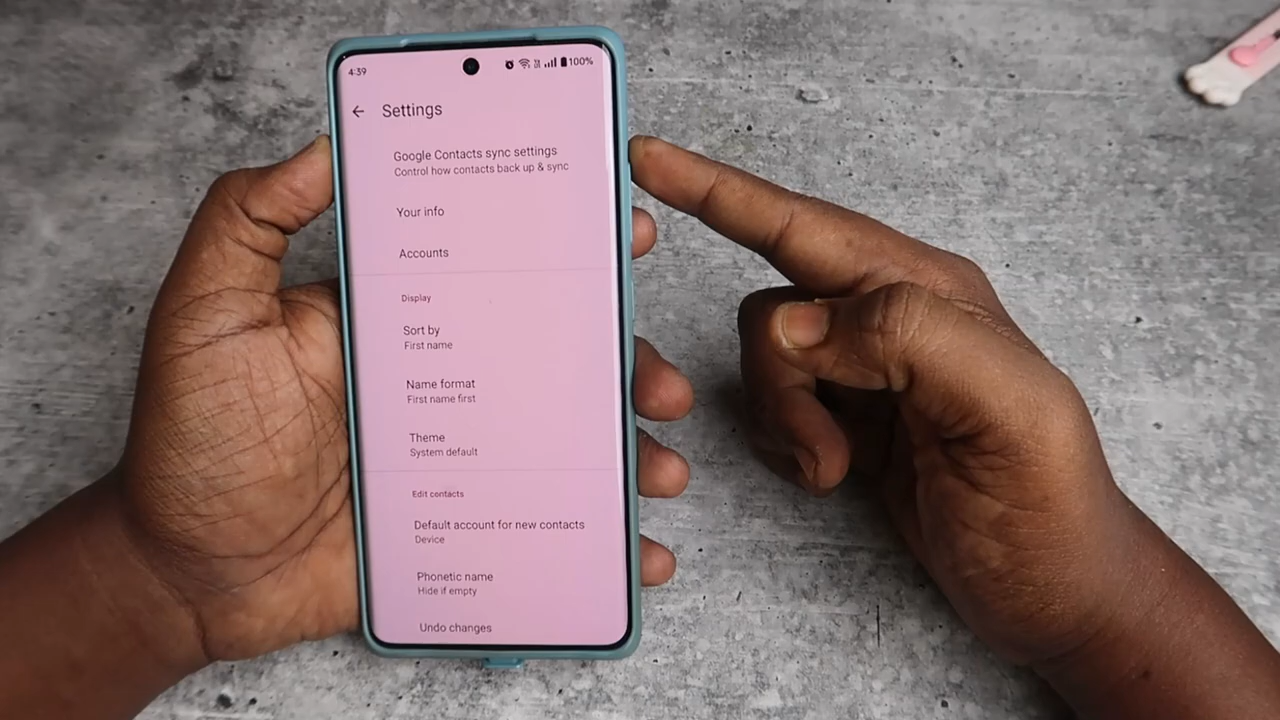 4:39
100%
Settings
Google Contacts sync settings
Control how contacts back up & sync
Your info
Accounts
Display
Sort by
First name
Name format
First name first
Theme
System default
Edit contacts
Default account for new contacts
Device
Phonetic name
Hide if empty
Undo changes